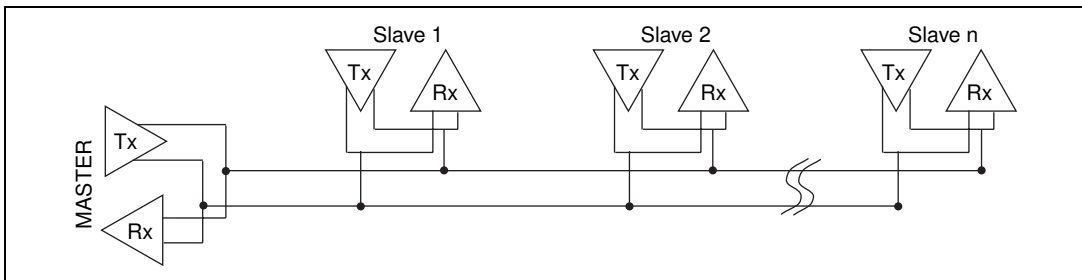 Slave 1
Slave 2
Slave n
Tx
Rx
Tx
Rx
Tx
Rx
MASTER
Tx
Rx